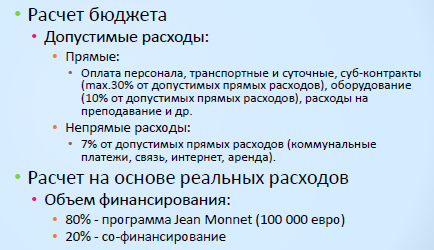 • Расчет бюджета
• Допустимые расходы:
• Прямые:
• Оплата персонала, транспортные и суточные, суб-контракты
(max.30% от допустимых прямых расходов), оборудование
(10% от допустимых прямых расходов), расходы на
преподавание и др.
• Непрямые расходы:
• 7% от допустимых прямых расходов (коммунальные
платежи, связь, интернет, аренда).
• Расчет на основе реальных расходов
• Объем финансирования:
• 80% - программа Jean Monnet (100 000 евро)
• 20% - со-финансирование